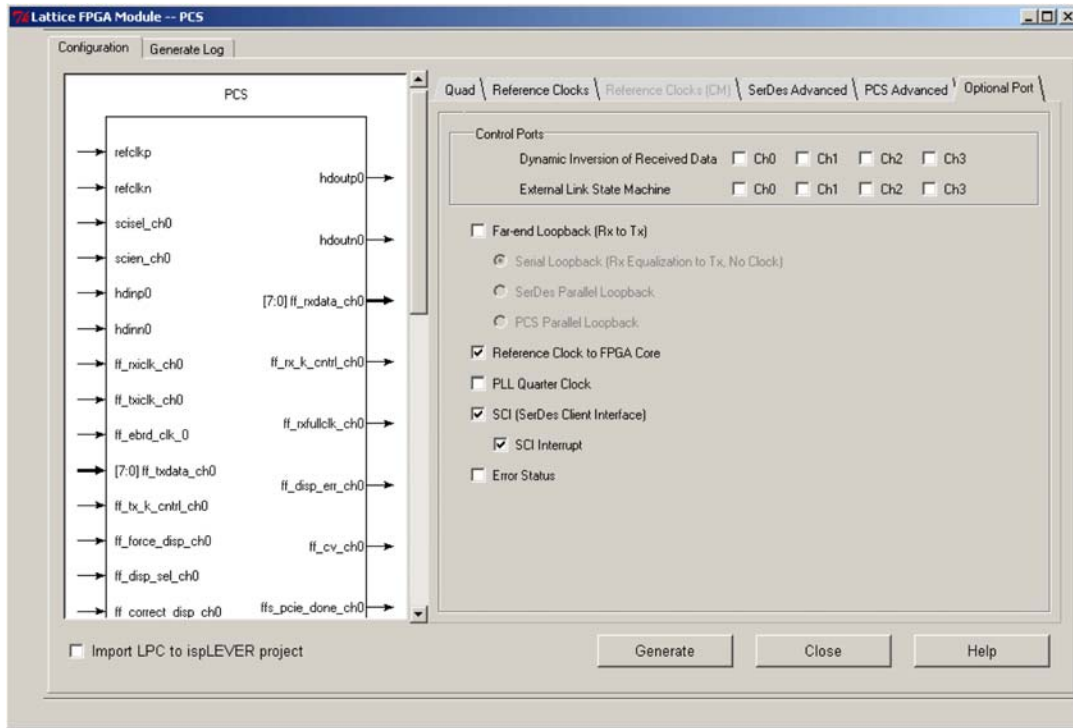 Lattice FPGA Module -- PCS
Configuration
Generate Log
PCS
refclkp
refclkn
scisel_ch0
scien_ch0
hdinp0
hdinn0
ff_rxiclk_ch0
ff_txiclk_ch0
ff_ebrd_clk_0
[7:0] ff_txdata_ch0
ff_tx_k_cntrl_ch0
ff_force_disp_ch0
ff_disp_sel_ch0
ff_correct_disp_ch0
hdoutp0
hdoutn0
[7:0] ff_rxdata_ch0
ff_rx_k_cntrl_ch0
ff_rxfullclk_ch0
ff_disp_err_ch0
ff_cv_ch0
ffs_pcie_done_ch0
Quad
Reference Clocks
Reference Clocks (CM)
SerDes Advanced
PCS Advanced
Optional Port
Control Ports
Dynamic Inversion of Received Data Ch0 Ch1 Ch2 Ch3
External Link State Machine Ch0 Ch1 Ch2 Ch3
Far-end Loopback (Rx to Tx)
Serial Loopback (Rx Equalization to Tx, No Clock)
SerDes Parallel Loopback
PCS Parallel Loopback
Reference Clock to FPGA Core
PLL Quarter Clock
SCI (SerDes Client Interface)
SCI Interrupt
Error Status
Import LPC to ispLEVER project
Generate
Close
Help